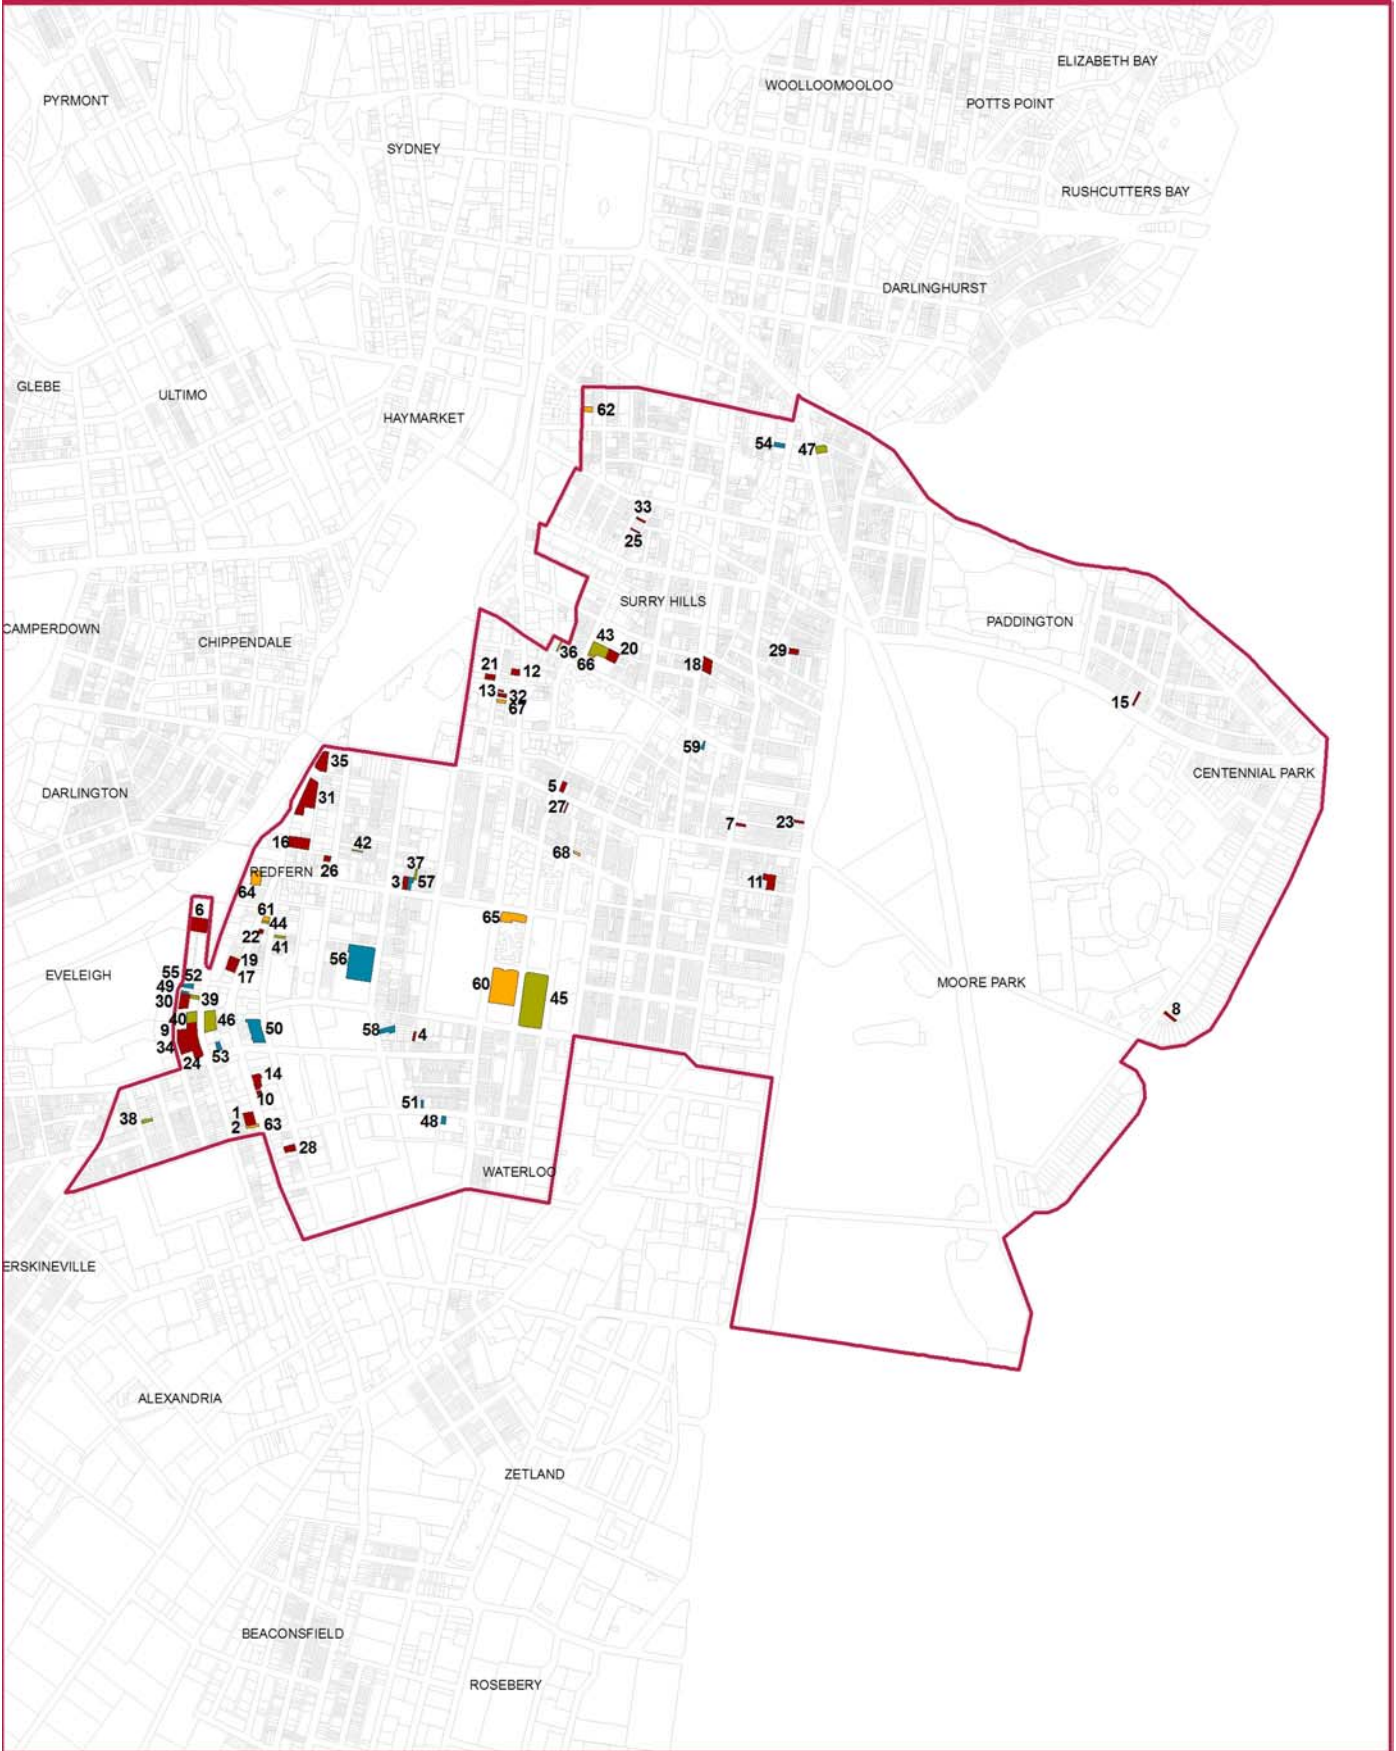 ELIZABETH BAY
WOOLLOOMOOLOO
PYRMONT
POTTS POINT
SYDNEY
RUSHCUTTERS BAY
DARLINGHURST
GLEBE
ULTIMO
HAYMARKET
62
54
47
33
25
SURRY HILLS
CAMPERDOWN
CHIPPENDALE
PADDINGTON
43
36
20
66
18
29
21
12
13
32
67
15
59
35
CENTENNIAL PARK
5
DARLINGTON
31
27
7
23
16
42
68
37
26
REDFERN
3
57
11
64
6
61
65
44
22
41
19
56
EVELEIGH
55
52
17
MOORE PARK
49
60
45
30
39
8
40
46
9
50
58
4
34
53
24
14
10
51
1
38
48
2
63
28
WATERLOO
ERSKINEVILLE
ALEXANDRIA
ZETLAND
BEACONSFIELD
ROSEBERY